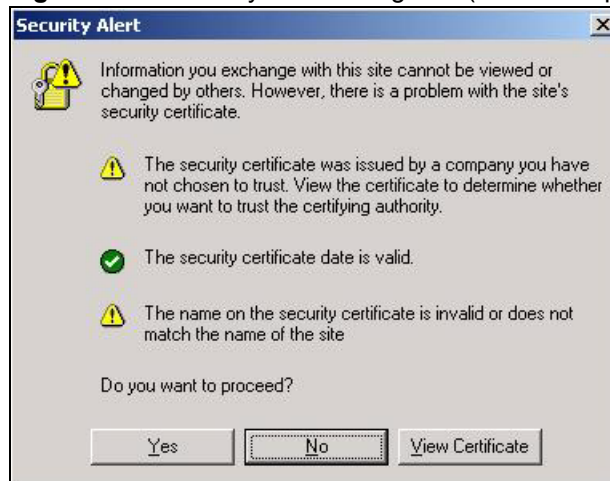 Security Alert
Information you exchange with this site cannot be viewed or
changed by others. However, there is a problem with the site's
security certificate.
The security certificate was issued by a company you have
not chosen to trust. View the certificate to determine whether
you want to trust the certifying authority.
The security certificate date is valid.
The name on the security certificate is invalid or does not
match the name of the site
Do you want to proceed?
Yes No View Certificate